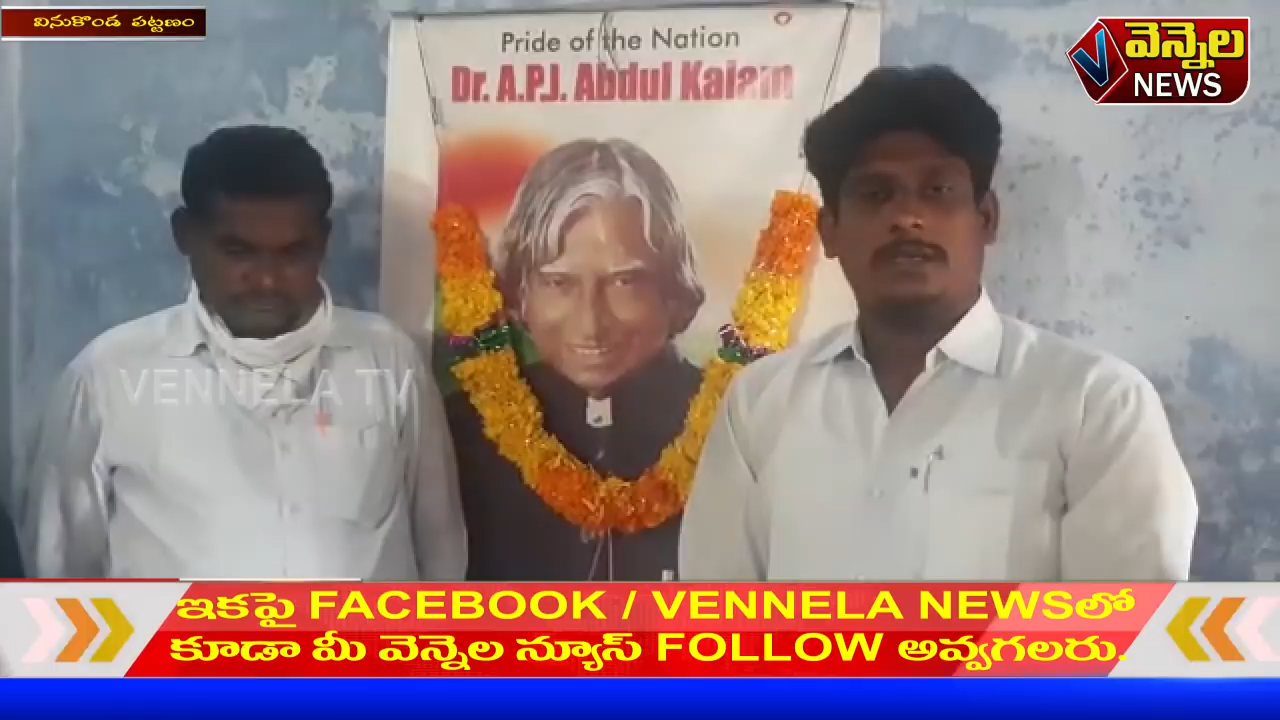 వినుకొండ పట్టణం
వెన్నెల
NEWS
Pride of the Nation
Dr. A.P.J. Abdul Kalam
VENNELA TV
ఇకపై FACEBOOK / VENNELA NEWSలో
కూడా మీ వెన్నెల న్యూస్ FOLLOW అవ్వగలరు.